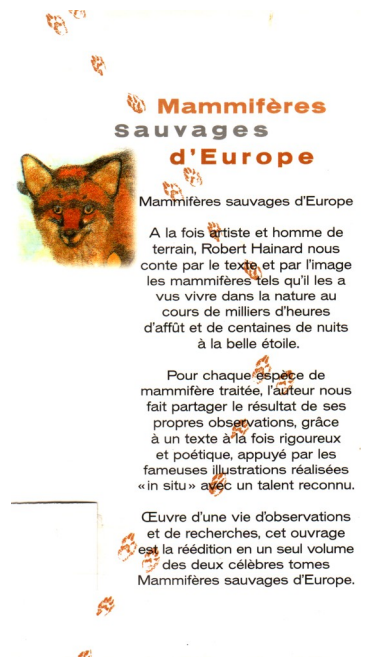 Mammifères
sauvages
d'Europe
Mammifères sauvages d'Europe
A la fois artiste et homme de
terrain, Robert Hainard nous
conte par le texte et par l'image
les mammifères tels qu'il les a
vus vivre dans la nature au
cours de milliers d'heures
d'affût et de centaines de nuits
à la belle étoile.
Pour chaque espèce de
mammifère traitée, l'auteur nous
fait partager le résultat de ses
propres observations, grâce
à un texte à la fois rigoureux
et poétique, appuyé par les
fameuses illustrations réalisées
«in situ» avec un talent reconnu.
Œuvre d'une vie d'observations
et de recherches, cet ouvrage
est la réédition en un seul volume
des deux célèbres tomes
Mammifères sauvages d'Europe.